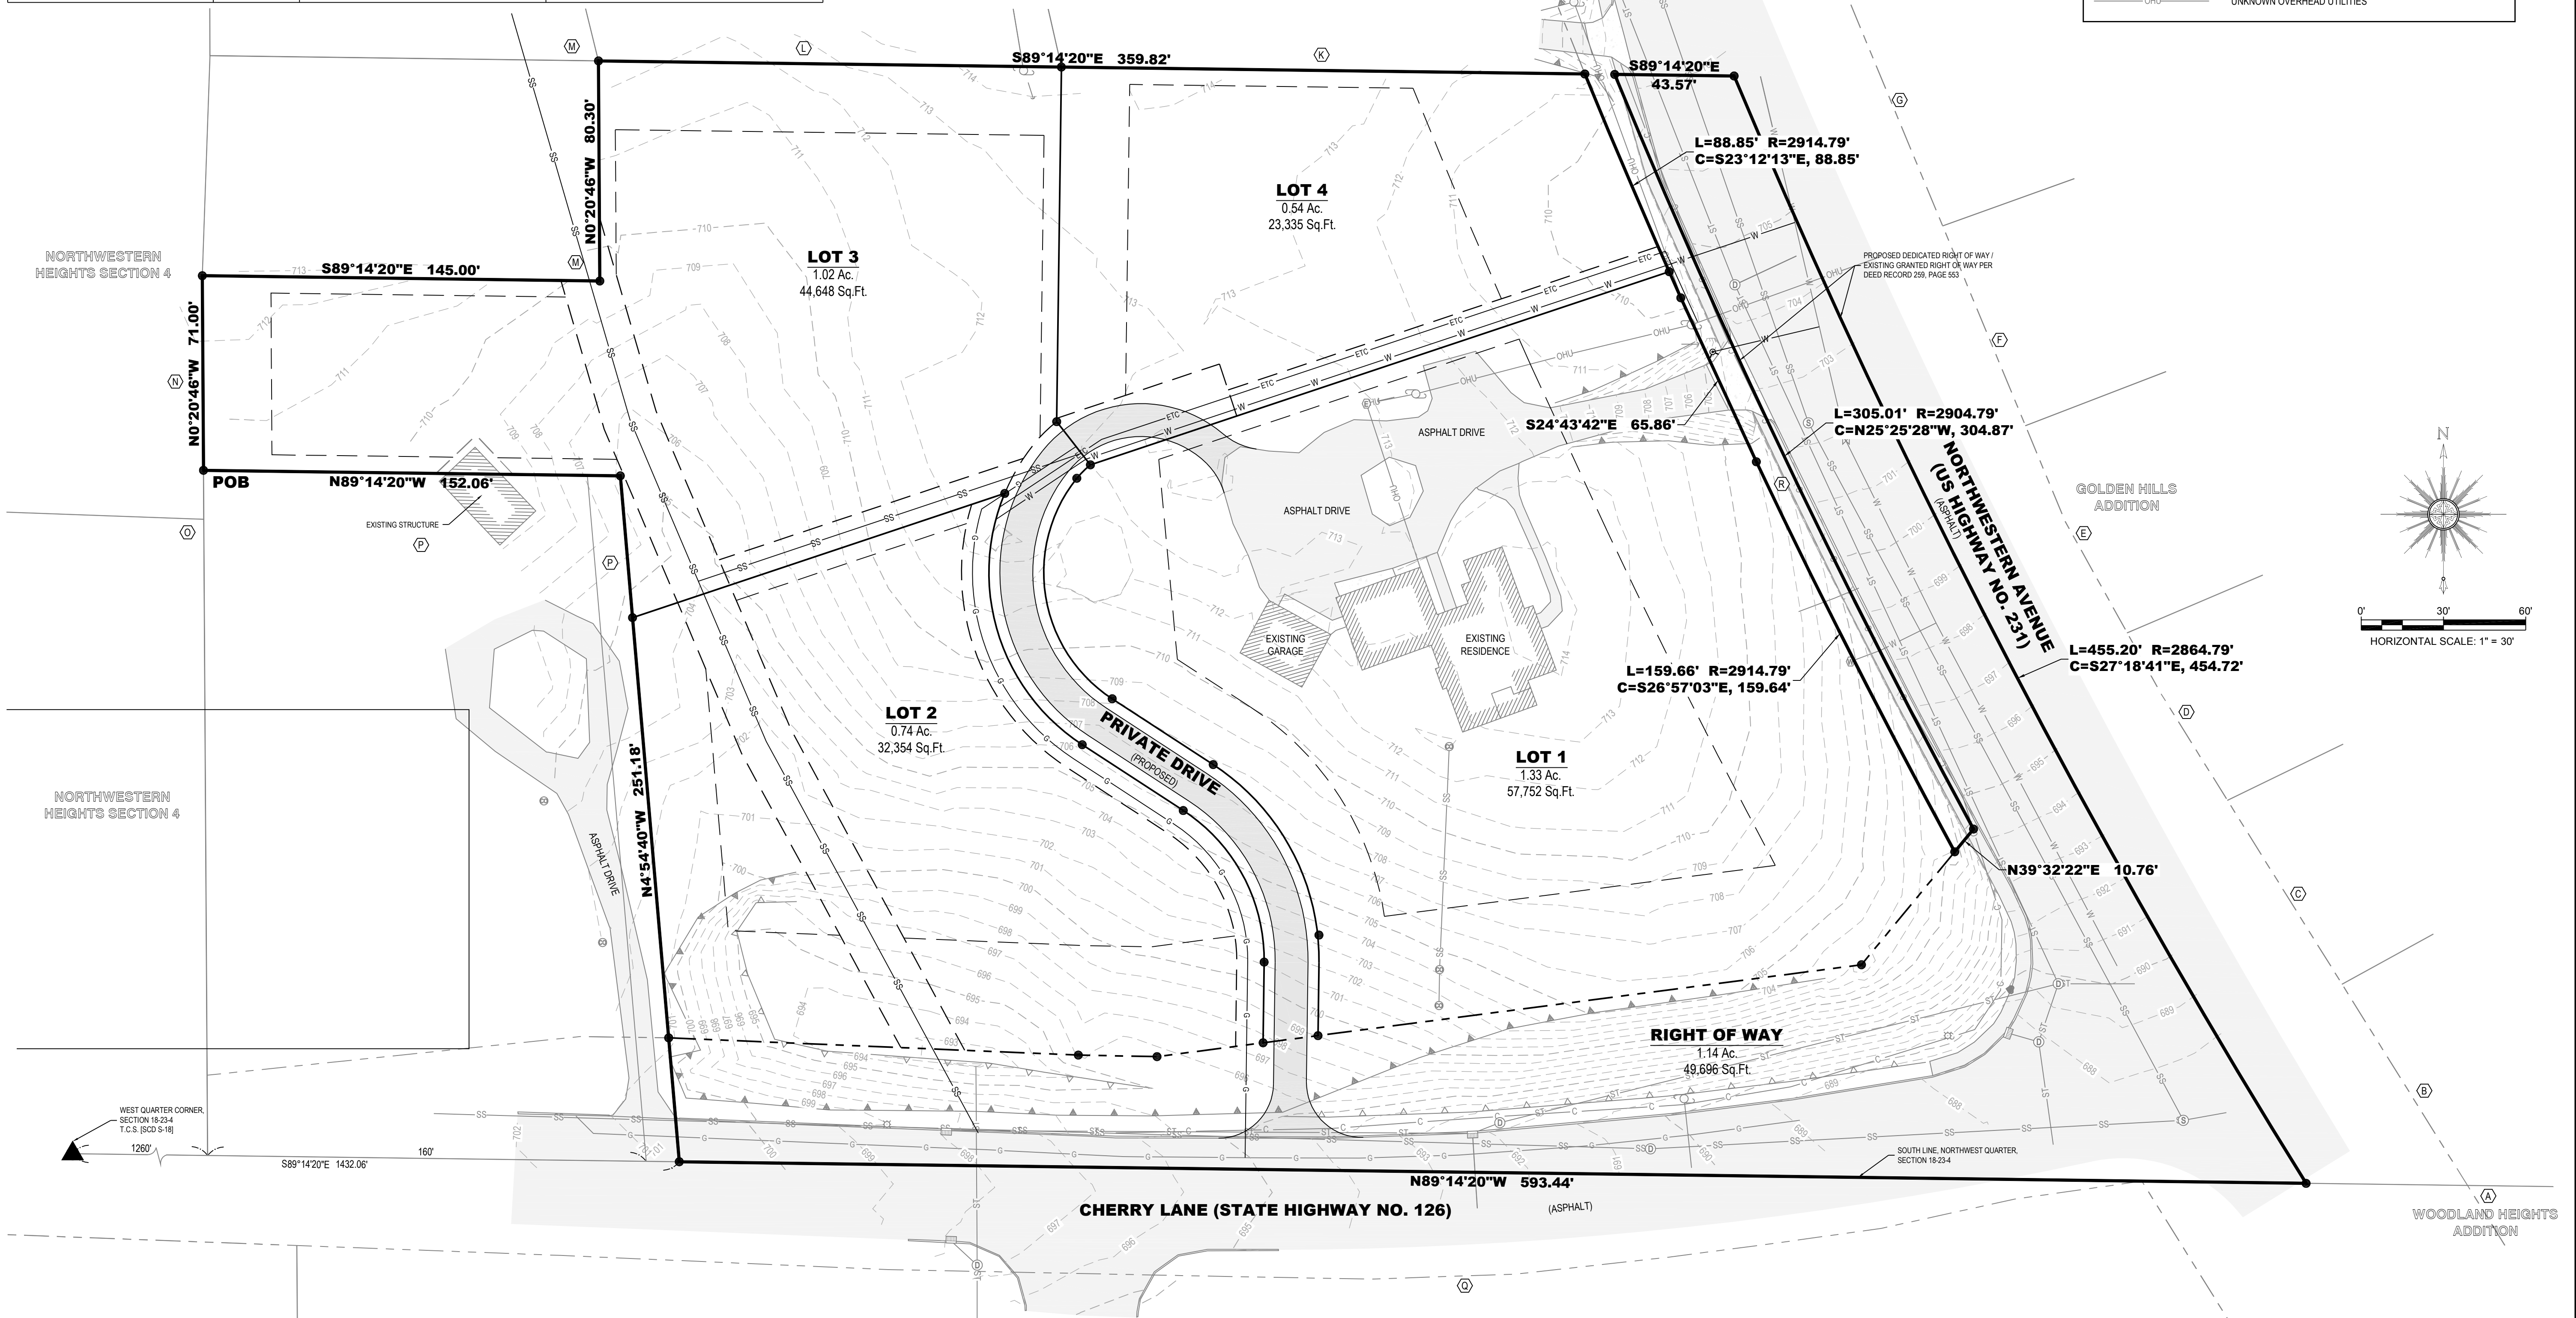 OHU UNKNOWN OVERHEAD UTILITIES
M
L
S89°14'20"E 359.82'
K
S89°14'20"E
43.57'
G
N0°20'46"W 80.30'
L=88.85' R=2914.79'
C=S23°12'13"E, 88.85'
LOT 4
0.54 Ac.
23,335 Sq.Ft.
NORTHWESTERN
HEIGHTS SECTION 4
LOT 3
1.02 Ac.
44,648 Sq.Ft.
M
S89°14'20"E 145.00'
PROPOSED DEDICATED RIGHT OF WAY /
EXISTING GRANTED RIGHT OF WAY PER
DEED RECORD 259, PAGE 553
N0°20'46"W 71.00'
N
F
S24°43'42"E 65.86'
L=305.01' R=2904.79'
C=N25°25'28"W, 304.87'
ASPHALT DRIVE
N
POB
N89°14'20"W 152.06'
R
GOLDEN HILLS
ADDITION
EXISTING STRUCTURE
ASPHALT DRIVE
O
P
P
E
NORTHWESTERN AVENUE
(US HIGHWAY NO. 231)
(ASPHALT)
0' 30' 60'
HORIZONTAL SCALE: 1" = 30'
EXISTING
GARAGE
EXISTING
RESIDENCE
L=159.66' R=2914.79'
C=S26°57'03"E, 159.64'
L=455.20' R=2864.79'
C=S27°18'41"E, 454.72'
D
LOT 2
0.74 Ac.
32,354 Sq.Ft.
PRIVATE DRIVE
(PROPOSED)
LOT 1
1.33 Ac.
57,752 Sq.Ft.
N4°54'40"W 251.18'
NORTHWESTERN
HEIGHTS SECTION 4
ASPHALT DRIVE
N39°32'22"E 10.76'
C
RIGHT OF WAY
1.14 Ac.
49,696 Sq.Ft.
B
WEST QUARTER CORNER,
SECTION 18-23-4
T.C.S. [SCD S-18]
1260'
160'
S89°14'20"E 1432.06'
SOUTH LINE, NORTHWEST QUARTER,
SECTION 18-23-4
N89°14'20"W 593.44'
CHERRY LANE (STATE HIGHWAY NO. 126)
(ASPHALT)
A
WOODLAND HEIGHTS
ADDITION
Q